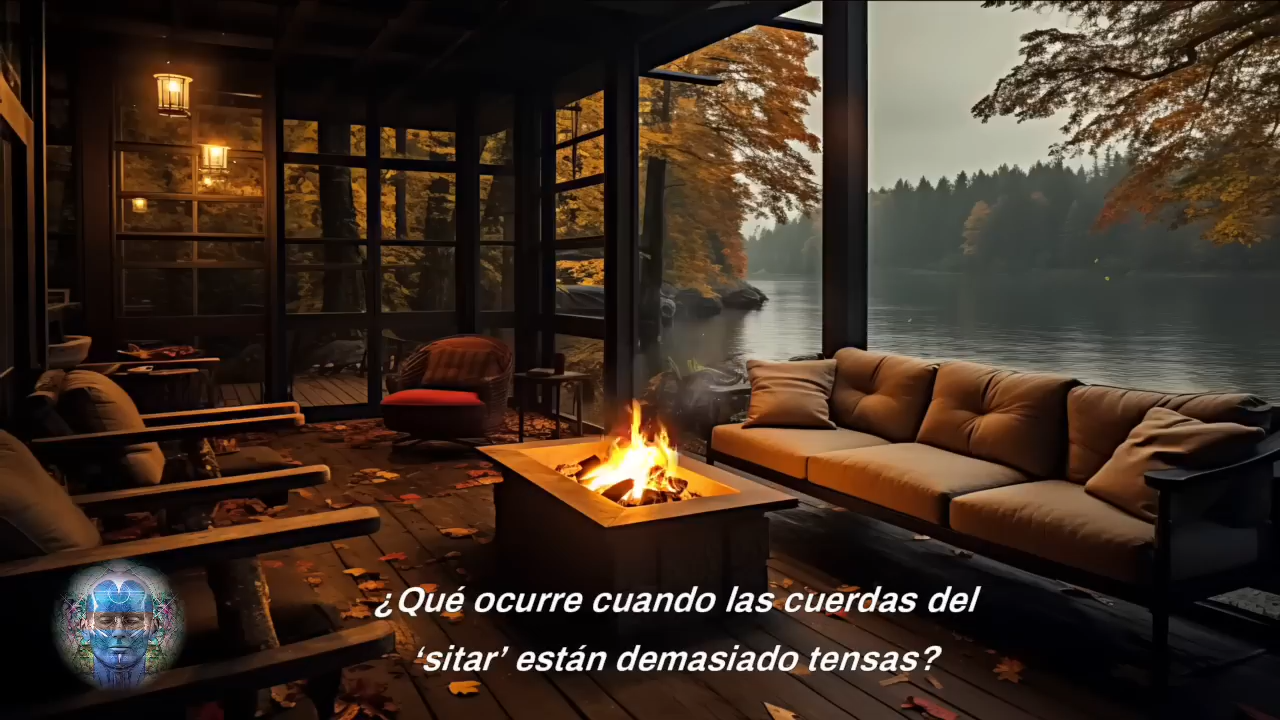 ¿Qué ocurre cuando las cuerdas del
‘sitar’ están demasiado tensas?